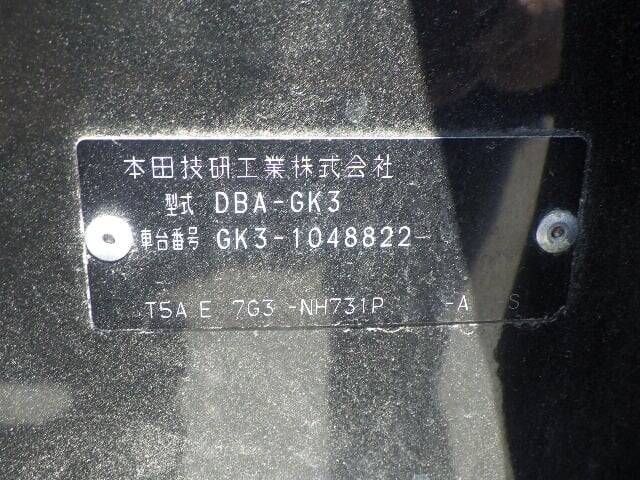 本田技研工業株式会社
型式 DBA-GK3
車台番号 GK3-1048822-
T5A E 7G3 -NH731P -A -S